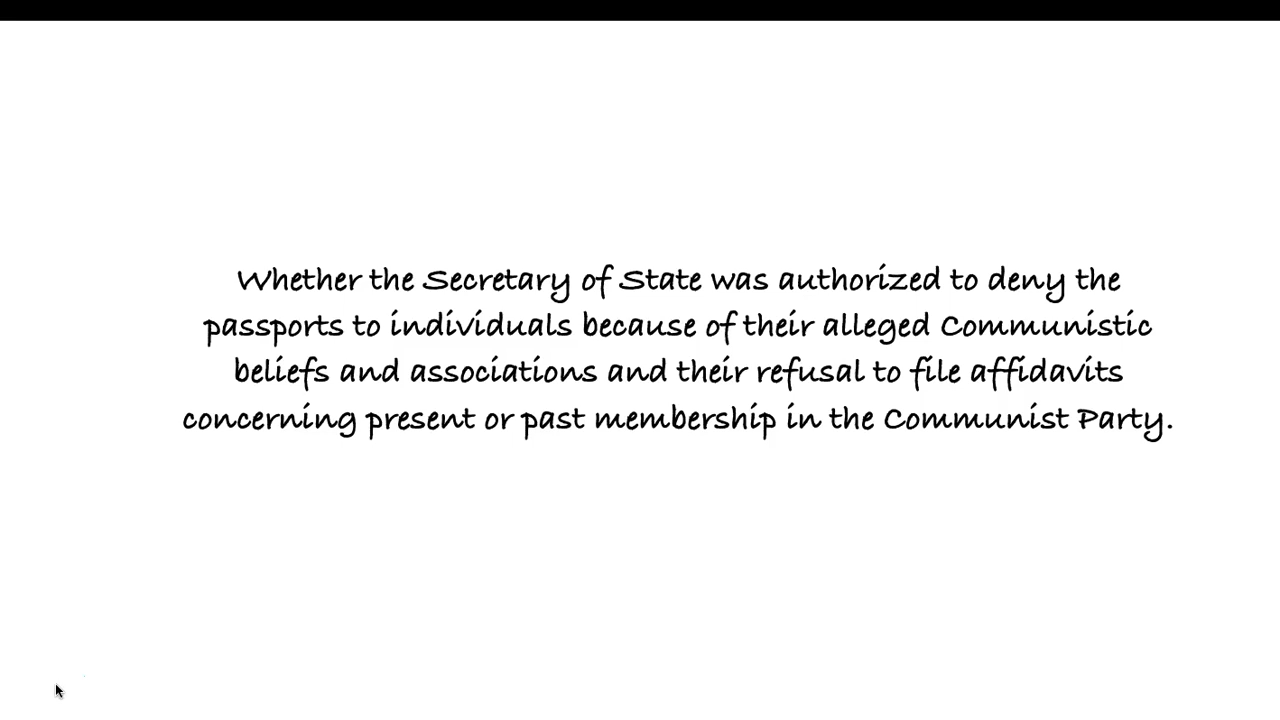 Whether the Secretary of State was authorized to deny the
passports to individuals because of their alleged Communistic
beliefs and associations and their refusal to file affidavits
concerning present or past membership in the Communist Party.